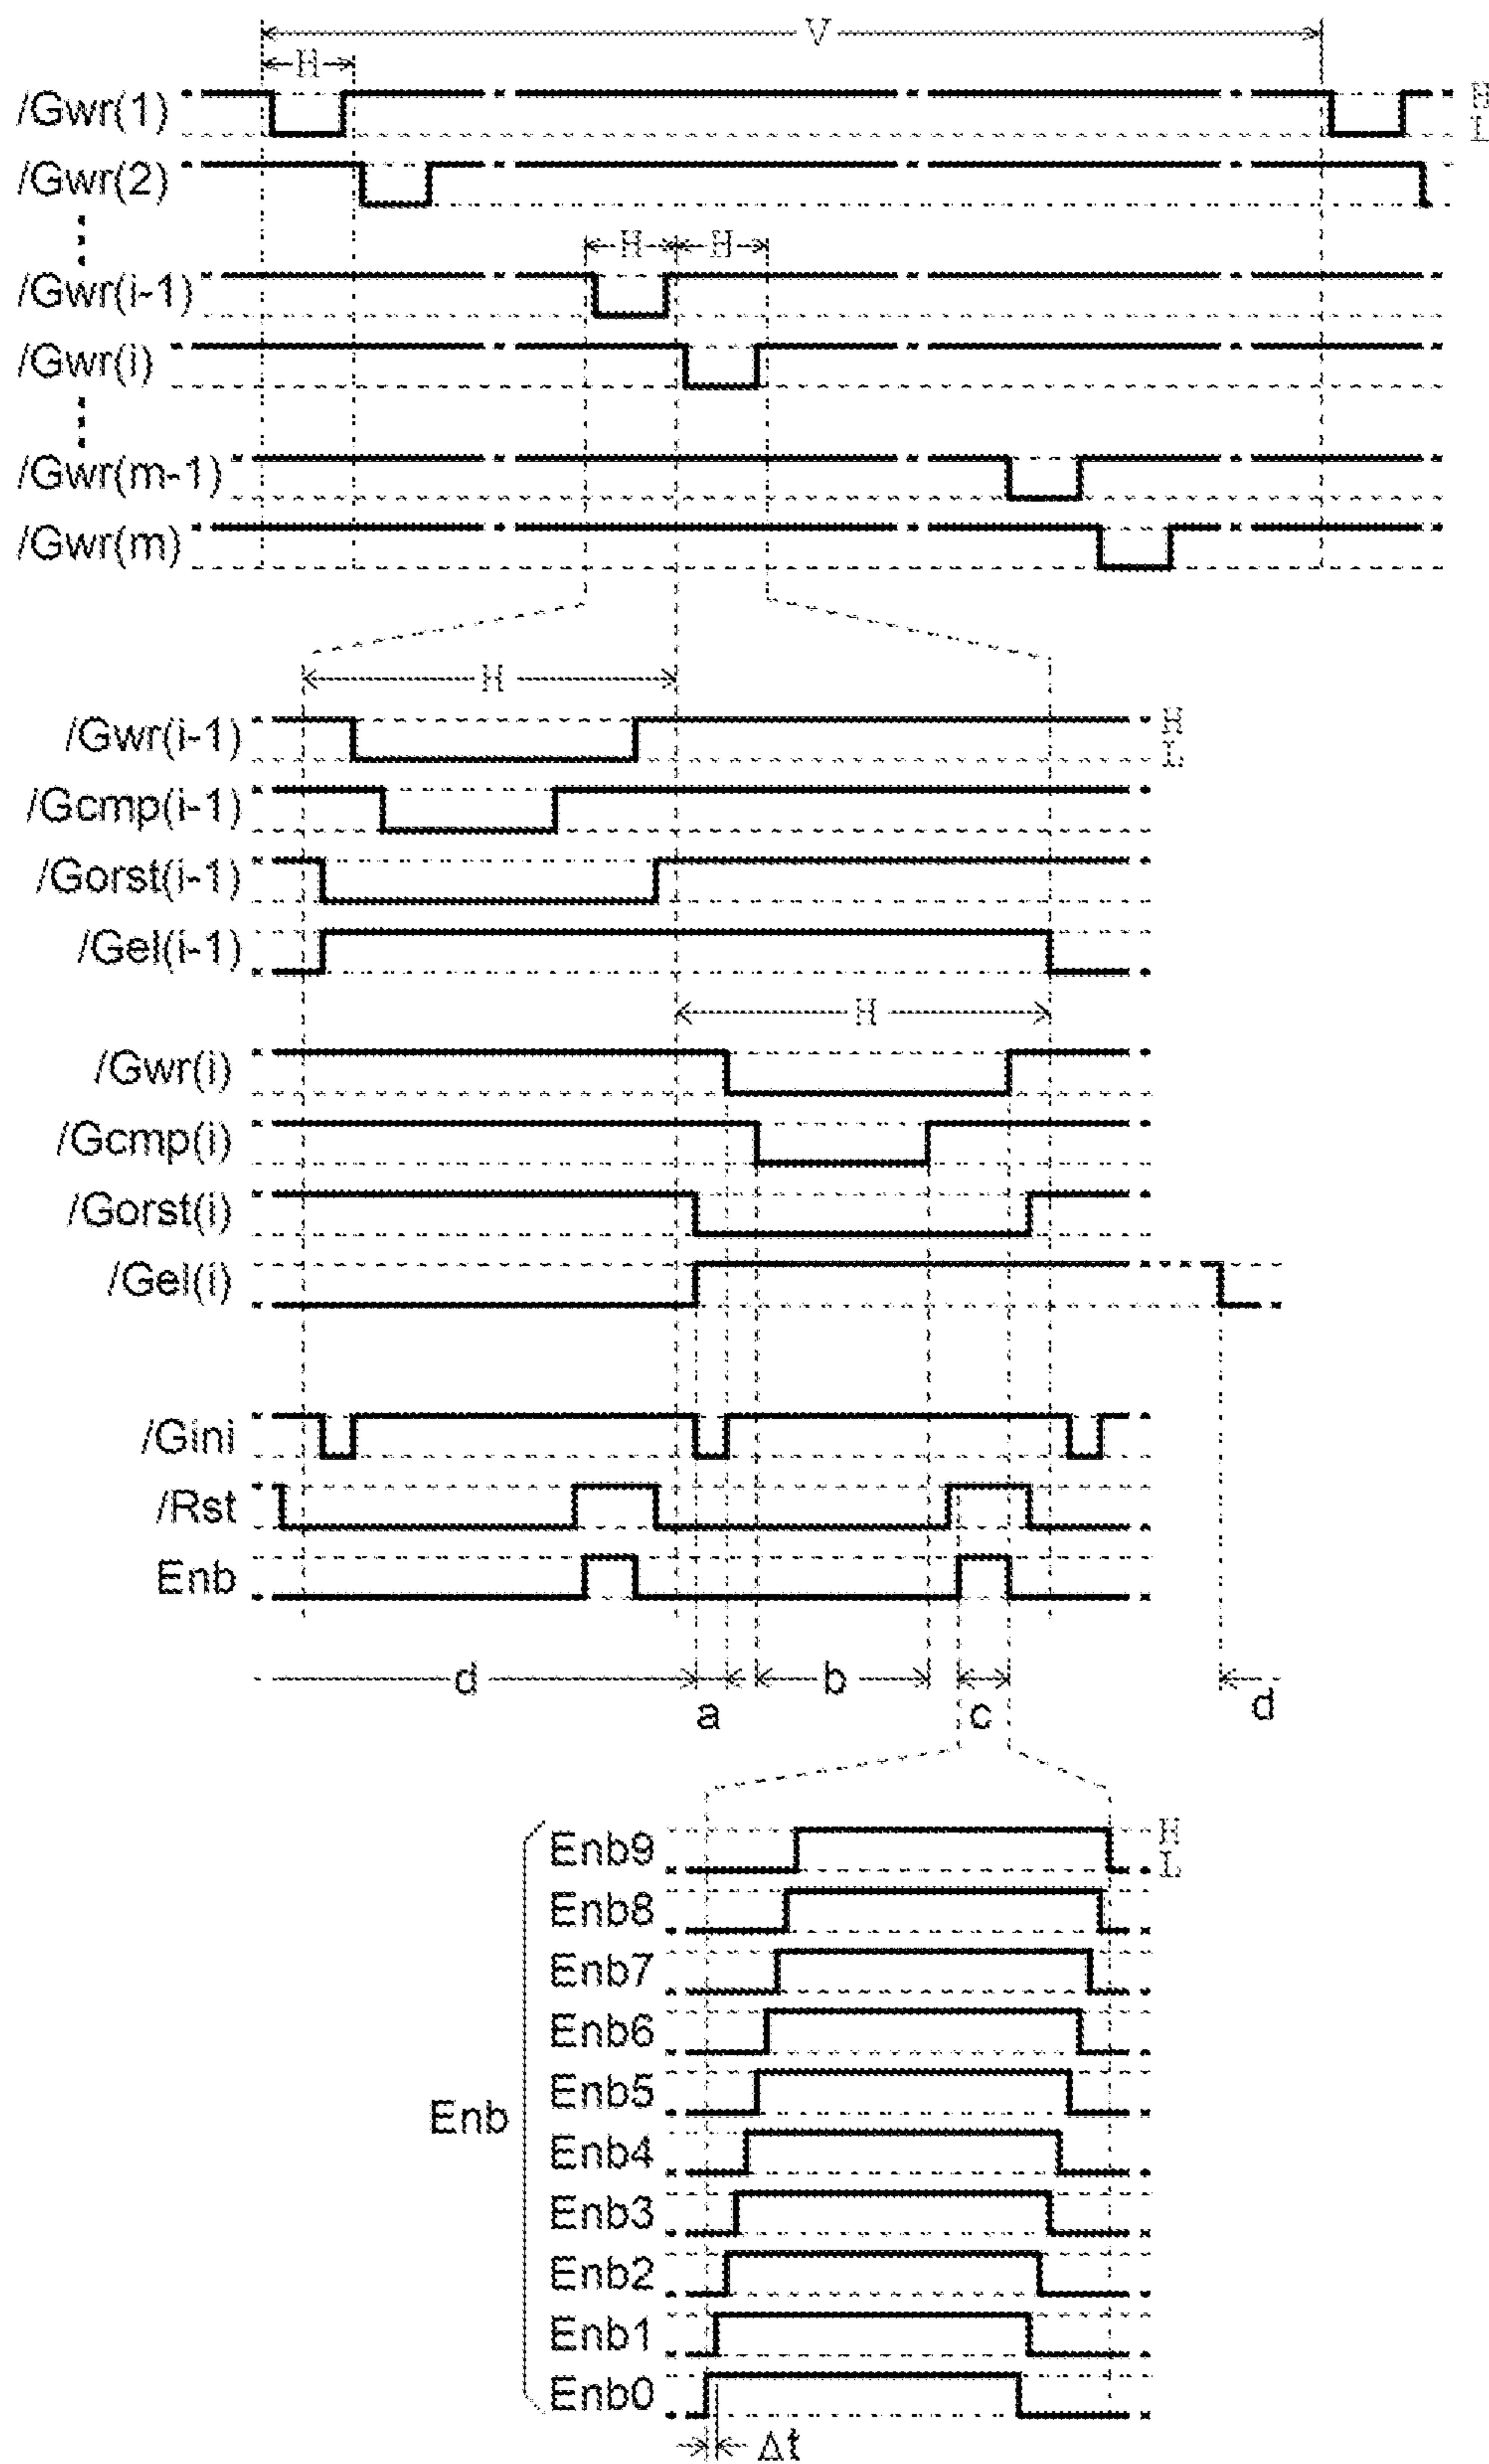 V
H
/Gwr(1) H
L
/Gwr(2)
H H
/Gwr(i-1)
/Gwr(i)
/Gwr(m-1)
/Gwr(m)
H
/Gwr(i-1) H
L
/Gcmp(i-1)
/Gorst(i-1)
/Gel(i-1)
H
/Gwr(i)
/Gcmp(i)
/Gorst(i)
/Gel(i)
/Gini
/Rst
Enb
d a b c d
Enb9 H
L
Enb8
Enb7
Enb6
Enb5
Enb
Enb4
Enb3
Enb2
Enb1
Enb0
Δt